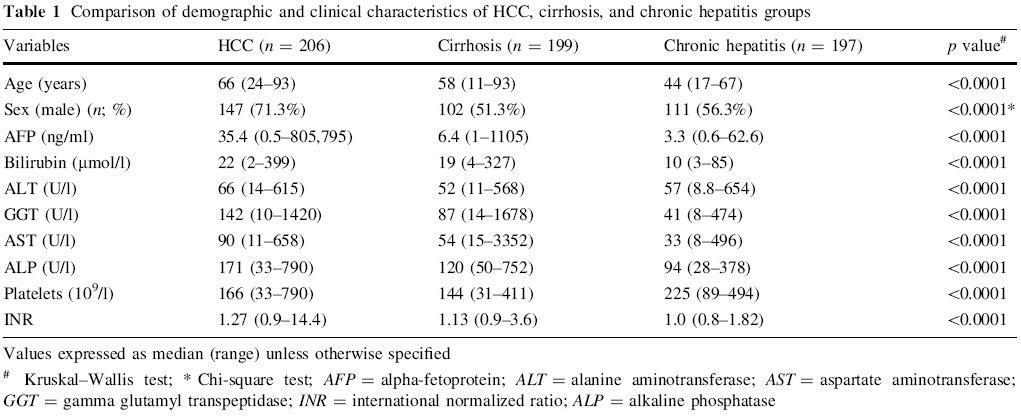 Table 1 Comparison of demographic and clinical characteristics of HCC, cirrhosis, and chronic hepatitis groups
Variables HCC (n = 206) Cirrhosis (n = 199) Chronic hepatitis (n = 197) p value#
Age (years) 66 (24–93) 58 (11–93) 44 (17–67) <0.0001
Sex (male) (n; %) 147 (71.3%) 102 (51.3%) 111 (56.3%) <0.0001*
AFP (ng/ml) 35.4 (0.5–805,795) 6.4 (1–1105) 3.3 (0.6–62.6) <0.0001
Bilirubin (μmol/l) 22 (2–399) 19 (4–327) 10 (3–85) <0.0001
ALT (U/l) 66 (14–615) 52 (11–568) 57 (8.8–654) <0.0001
GGT (U/l) 142 (10–1420) 87 (14–1678) 41 (8–474) <0.0001
AST (U/l) 90 (11–658) 54 (15–3352) 33 (8–496) <0.0001
ALP (U/l) 171 (33–790) 120 (50–752) 94 (28–378) <0.0001
Platelets (10⁹/l) 166 (33–790) 144 (31–411) 225 (89–494) <0.0001
INR 1.27 (0.9–14.4) 1.13 (0.9–3.6) 1.0 (0.8–1.82) <0.0001
Values expressed as median (range) unless otherwise specified
# Kruskal–Wallis test; * Chi-square test; AFP = alpha-fetoprotein; ALT = alanine aminotransferase; AST = aspartate aminotransferase;
GGT = gamma glutamyl transpeptidase; INR = international normalized ratio; ALP = alkaline phosphatase